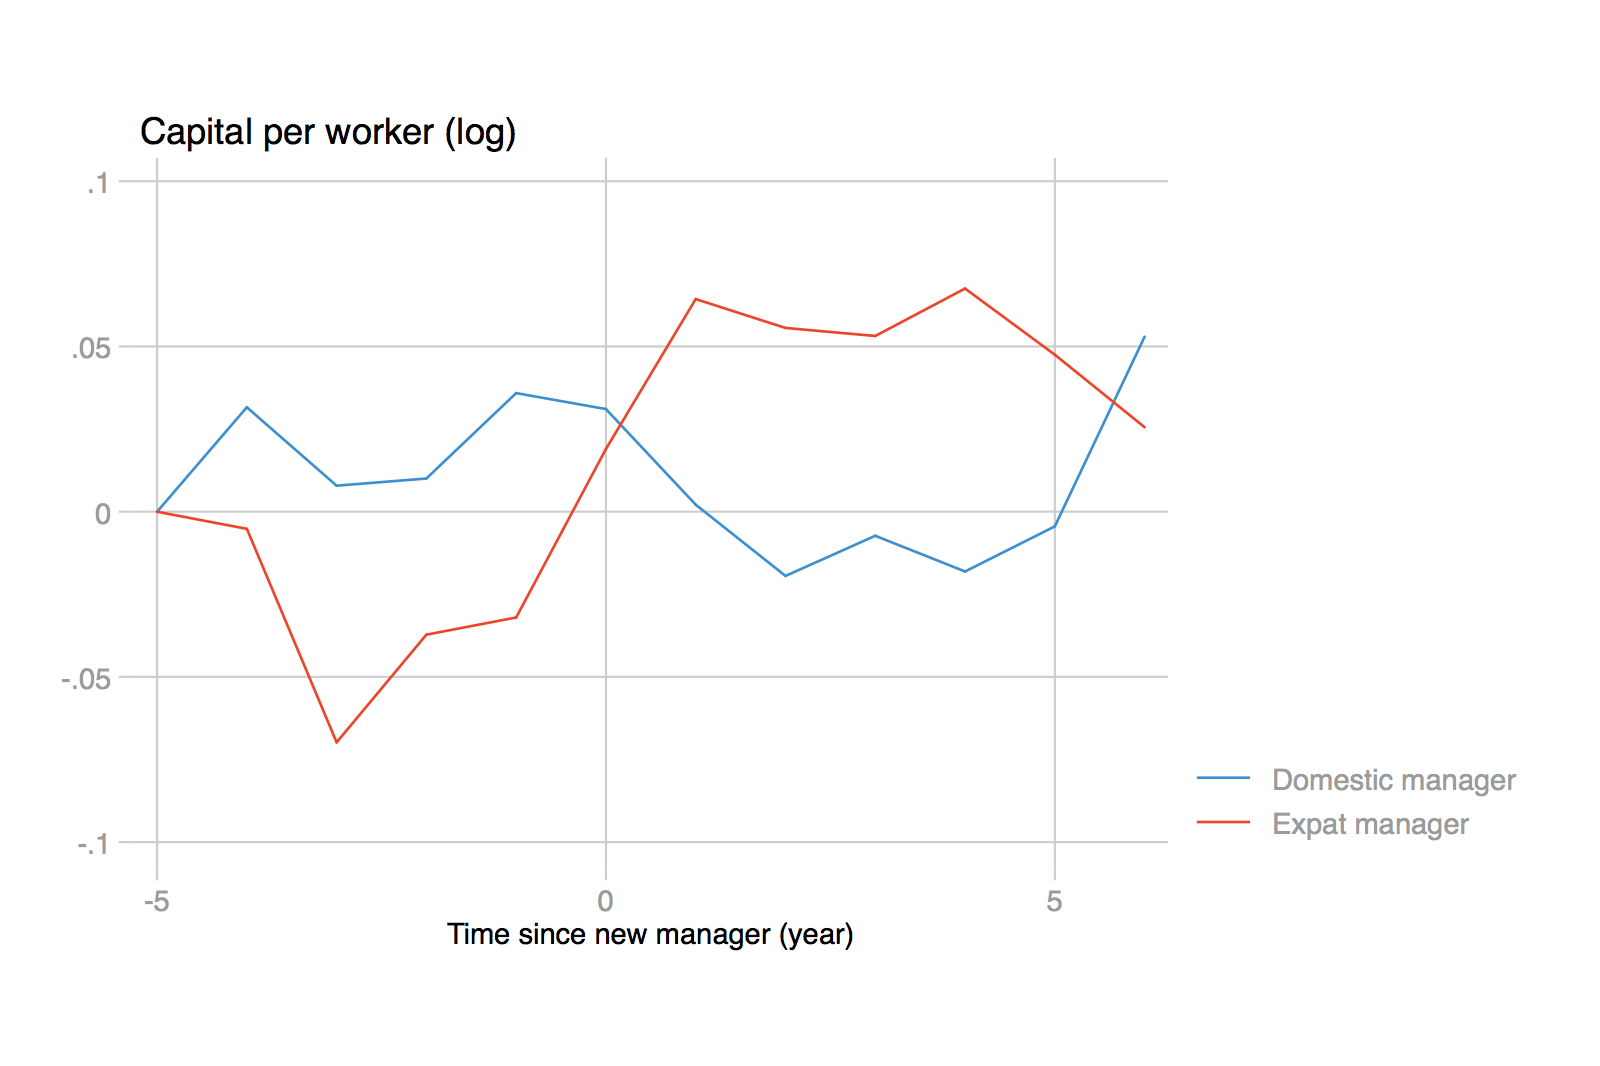 Capital per worker (log)
.1
.05
0
-.05
-.1
-5 0 5
Time since new manager (year)
Domestic manager
Expat manager